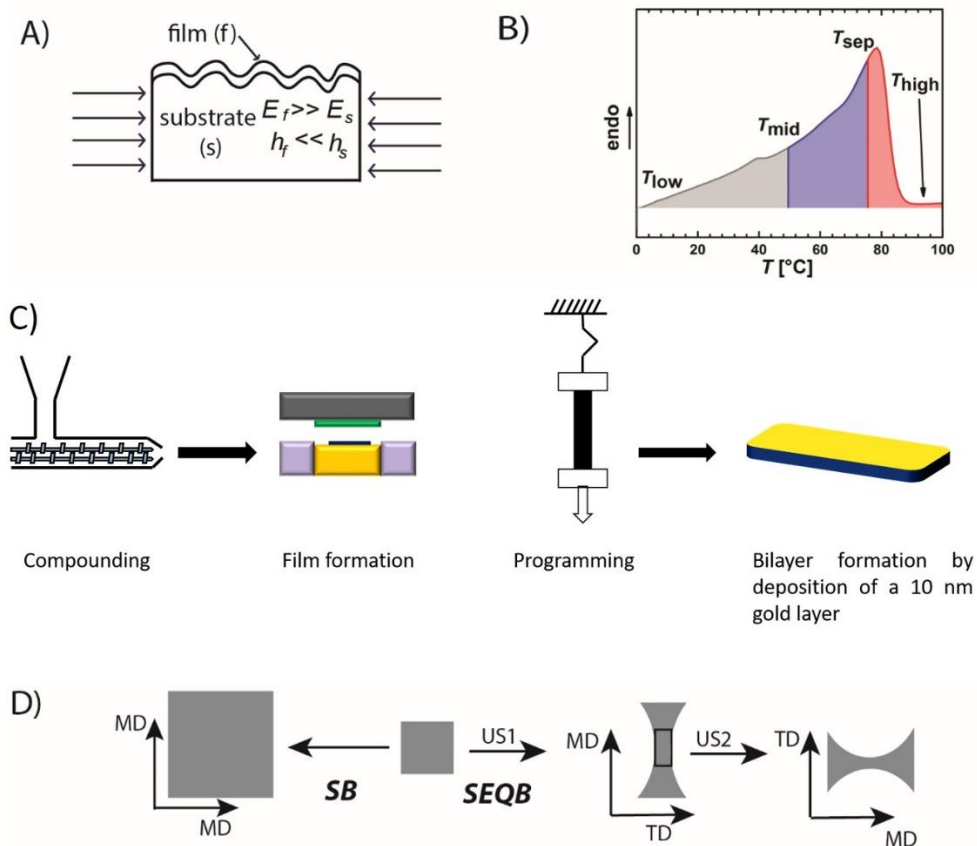 A)
film (f)
substrate
(s)
E_f >> E_s
h_f << h_s
B)
endo
T_low
T_mid
T_sep
T_high
0 20 40 60 80 100
T [°C]
C)
Compounding
Film formation
Programming
Bilayer formation by
deposition of a 10 nm
gold layer
D)
MD
MD
SB
SEQB
US1
MD
TD
US2
TD
MD